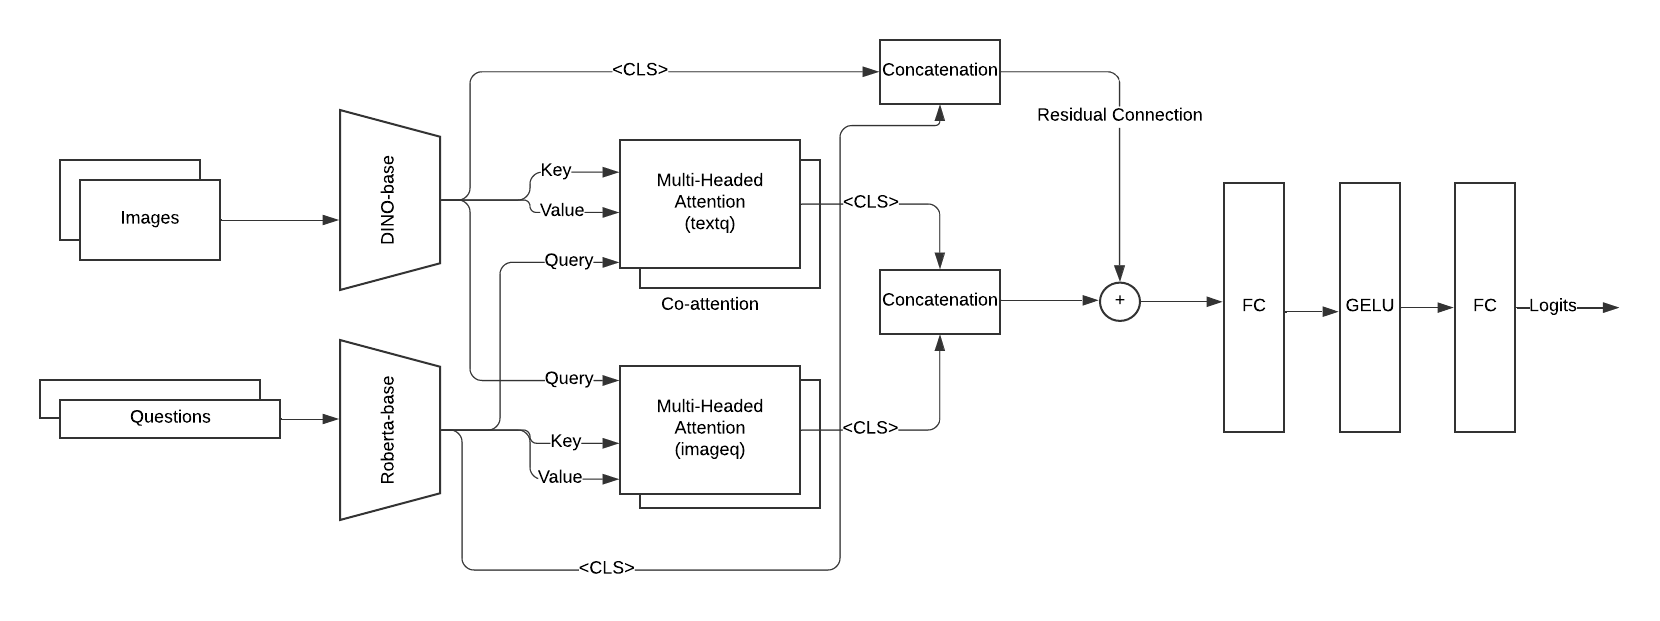 <CLS>
Concatenation
Residual Connection
DINO-base
Images
Key
Value
Query
Multi-Headed
Attention
(textq)
<CLS>
Co-attention
Concatenation
+
FC
GELU
FC
Logits
Questions
Roberta-base
Query
Key
Value
Multi-Headed
Attention
(imageq)
<CLS>
<CLS>